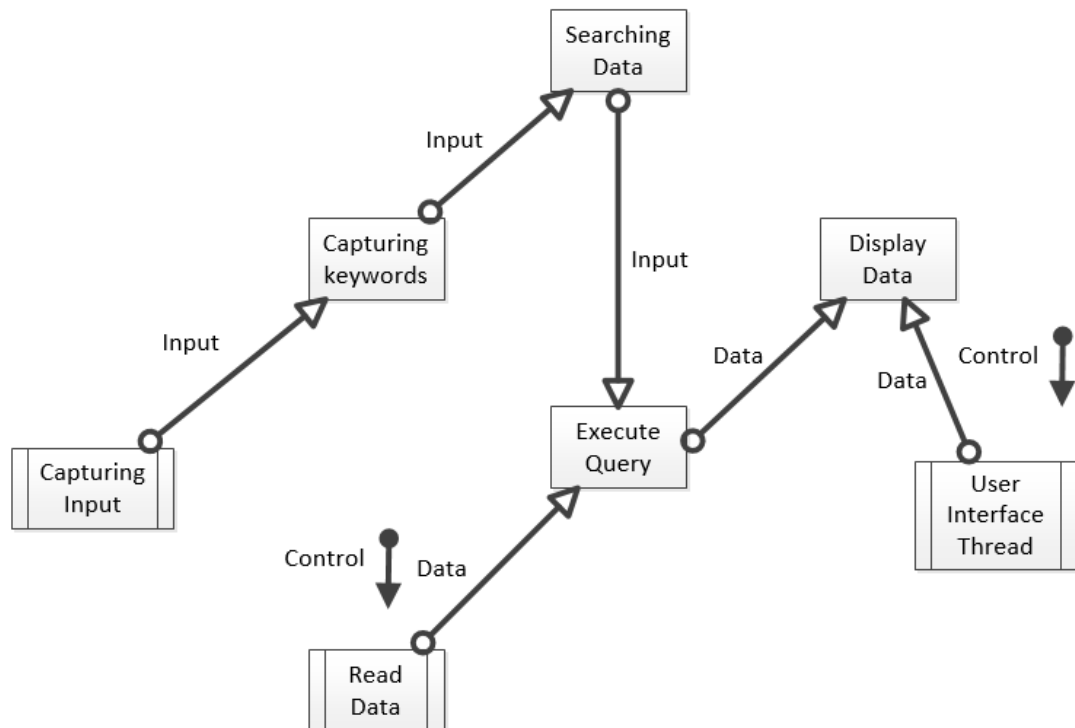 Searching
Data
Input
Capturing
keywords
Input
Display
Data
Input
Data
Control
Data
Execute
Query
Capturing
Input
User
Interface
Thread
Control
Data
Read
Data